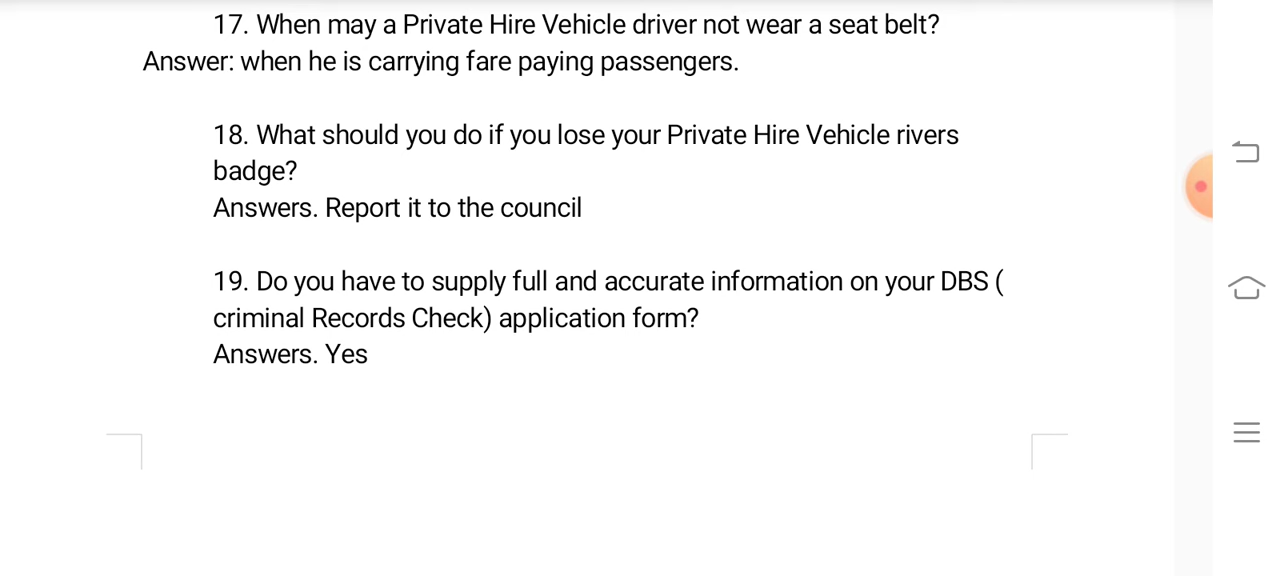 17. When may a Private Hire Vehicle driver not wear a seat belt?
Answer: when he is carrying fare paying passengers.
18. What should you do if you lose your Private Hire Vehicle rivers
badge?
Answers. Report it to the council
19. Do you have to supply full and accurate information on your DBS (
criminal Records Check) application form?
Answers. Yes